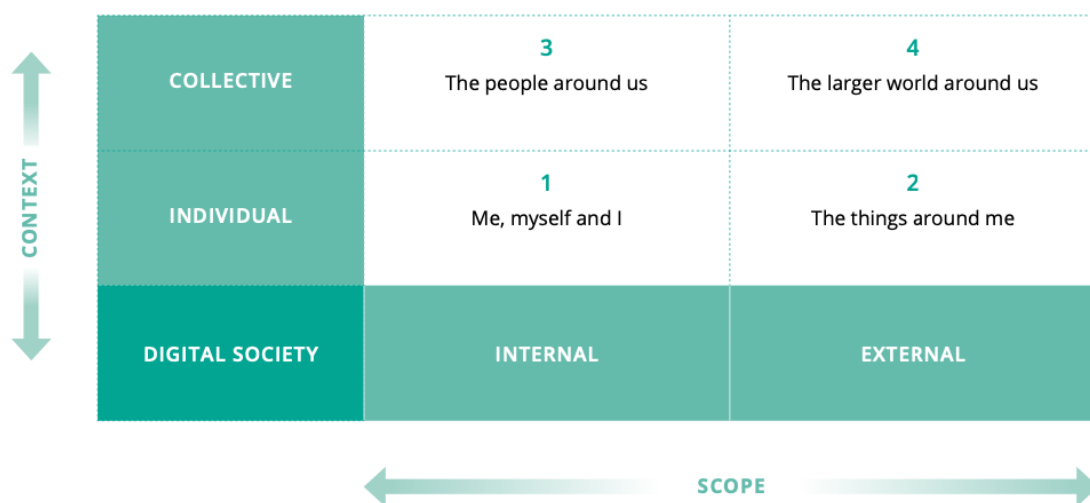 3
4
COLLECTIVE
The people around us
The larger world around us
CONTEXT
1
2
INDIVIDUAL
Me, myself and I
The things around me
DIGITAL SOCIETY
INTERNAL
EXTERNAL
SCOPE